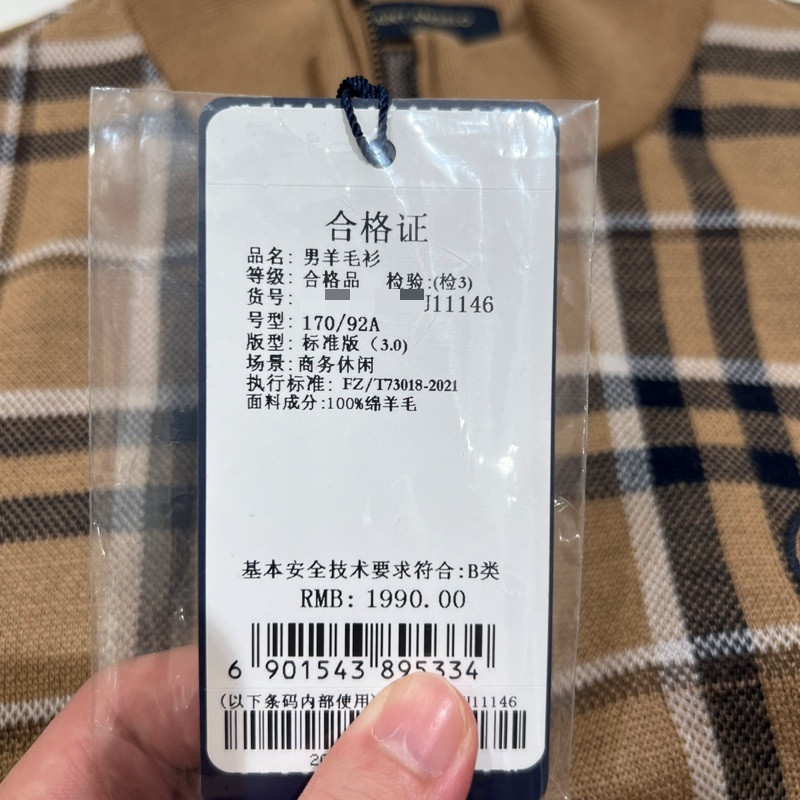 合格证
品名: 男羊毛衫
等级: 合格品 检验:(检3)
货号: J11146
号型: 170/92A
版型: 标准版（3.0）
场景: 商务休闲
执行标准: FZ/T73018-2021
面料成分:100%绵羊毛
基本安全技术要求符合:B类
RMB: 1990.00
6 901543 895334
(以下条码内部使用) J11146